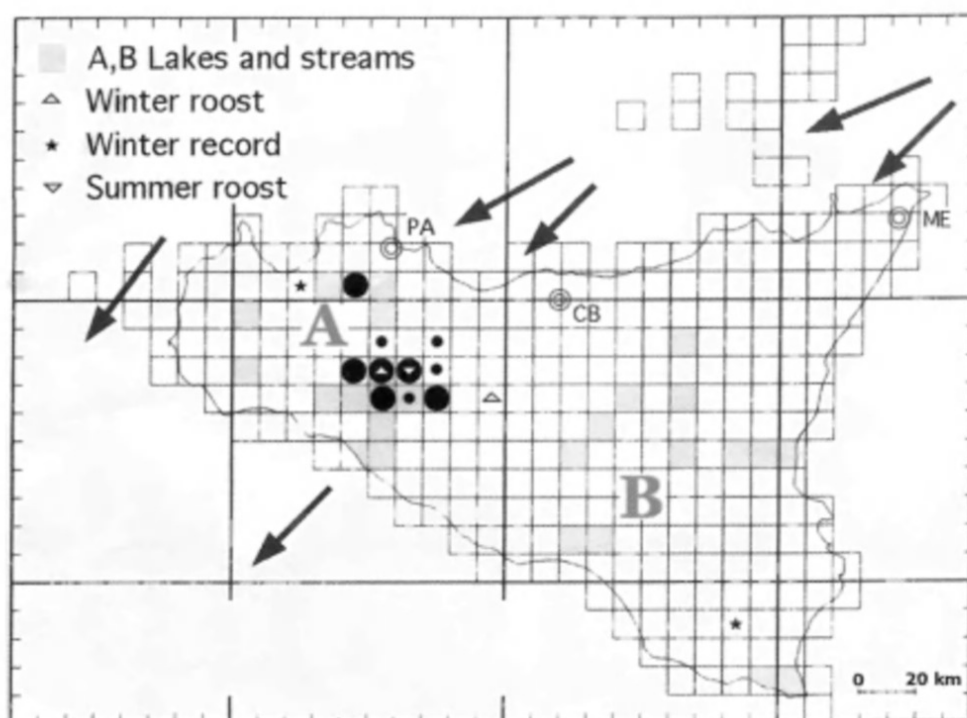 A,B Lakes and streams
Winter roost
Winter record
Summer roost
PA
ME
CB
A
B
0 20 km